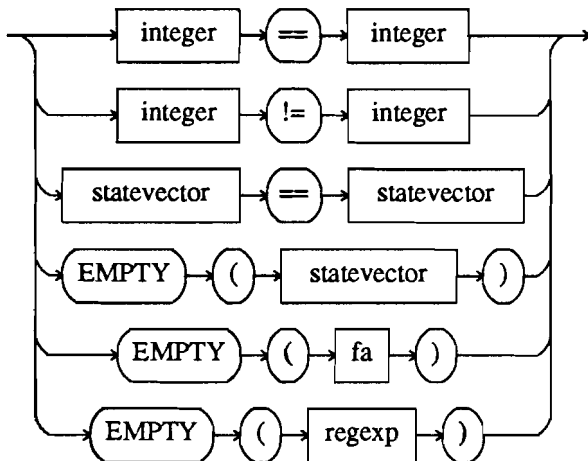 integer == integer
integer != integer
statevector == statevector
EMPTY ( statevector )
EMPTY ( fa )
EMPTY ( regexp )